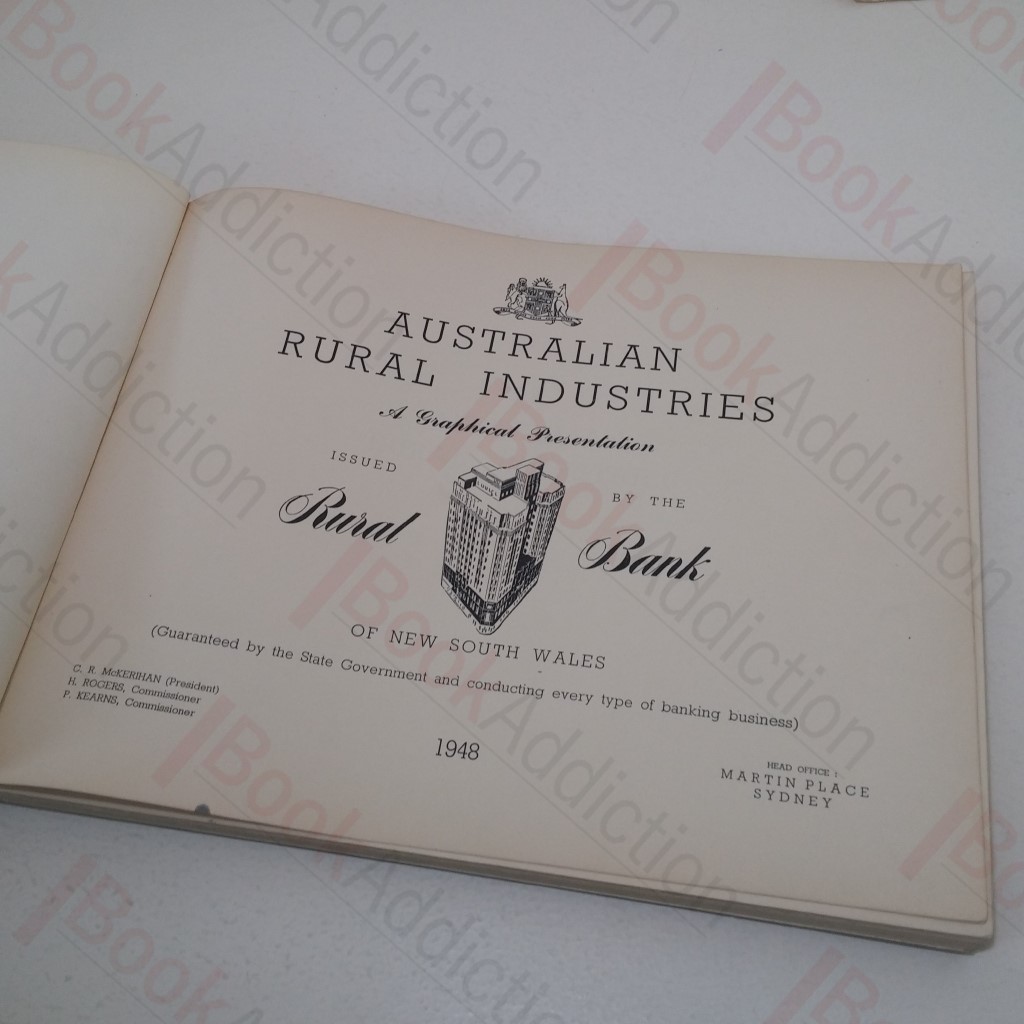 AUSTRALIAN
RURAL INDUSTRIES
A Graphical Presentation
ISSUED BY THE
Rural Bank
OF NEW SOUTH WALES
(Guaranteed by the State Government and conducting every type of banking business)
C. R. McKERIHAN (President)
H. ROGERS, Commissioner
P. KEARNS, Commissioner
1948
HEAD OFFICE :
MARTIN PLACE
SYDNEY
BookAddiction